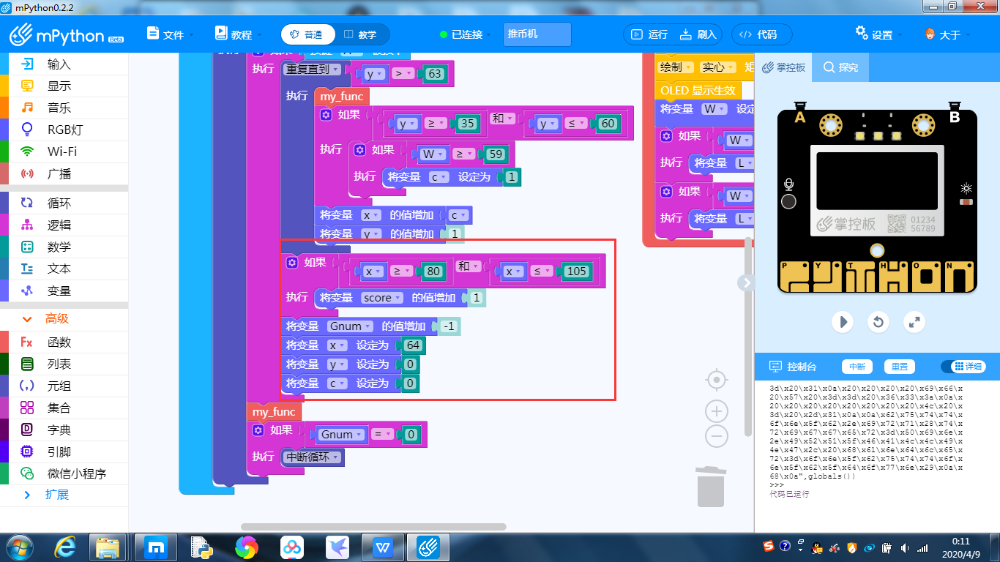 mPython0.2.2
mPython Beta 文件 教程 普通 教学 已连接 推币机 运行 刷入 代码 设置 大于
输入
显示
音乐
RGB灯
Wi-Fi
广播
循环
逻辑
数学
文本
变量
高级
函数
列表
元组
集合
字典
引脚
微信小程序
扩展
执行 重复直到 y > 63
执行 my_func
如果 y ≥ 35 和 y ≤ 60
执行 如果 W ≥ 59
执行 将变量 c 设定为 1
将变量 x 的值增加 c
将变量 y 的值增加 1
如果 x ≥ 80 和 x ≤ 105
执行 将变量 score 的值增加 1
将变量 Gnum 的值增加 -1
将变量 x 设定为 64
将变量 y 设定为 0
将变量 c 设定为 0
my_func
如果 Gnum = 0
执行 中断循环
绘制 实心 矩
OLED 显示生效
将变量 W 设定
如果 W
执行 将变量 L
如果 W
执行 将变量 L
掌控板 探究
A B
掌控板 01234
56789
P Y T H O N
控制台 中断 重置 详细
3d\x20\x31\x0a\x20\x20\x20\x20\x69\x66\x
20\x57\x20\x3d\x3d\x20\x36\x33\x3a\x0a\x
20\x20\x20\x20\x20\x20\x20\x20\x4c\x20\x
3d\x20\x2d\x31\x0a\x0a\x62\x75\x74\x74\x
6f\x6e\x5f\x62\x2e\x69\x72\x71\x28\x74\x
72\x69\x67\x67\x65\x72\x3d\x50\x69\x6e\x
2e\x49\x52\x51\x5f\x46\x41\x4c\x4c\x49\x
4e\x47\x2c\x20\x68\x61\x6e\x64\x6c\x65\x
72\x3d\x6f\x6e\x5f\x62\x75\x74\x74\x6f\x
6e\x5f\x62\x5f\x64\x6f\x77\x6e\x29\x0a\x
68\x0a",globals())
>>>
代码已运行
0:11
2020/4/9